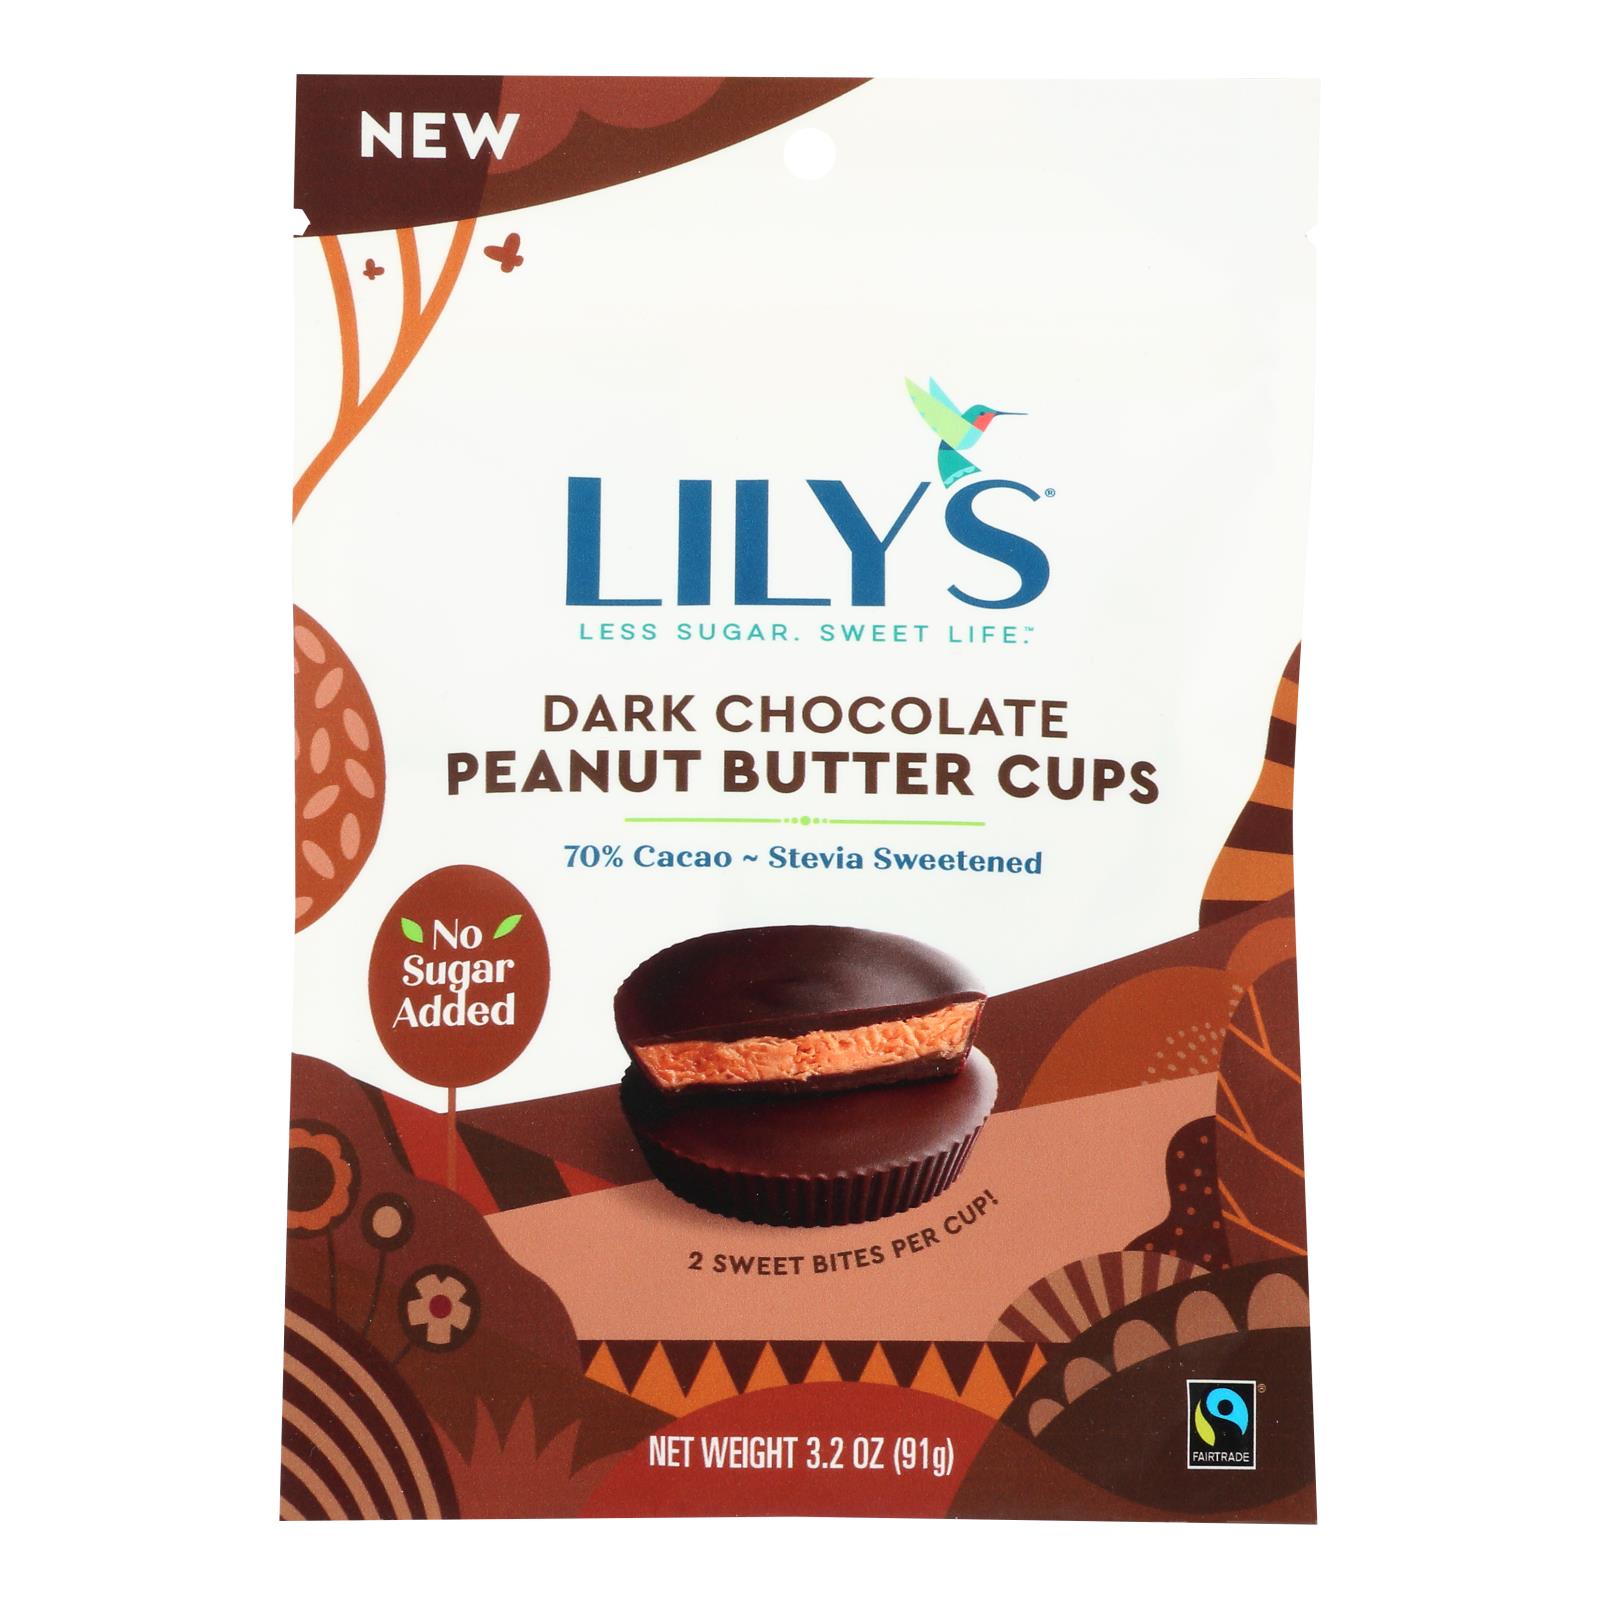 NEW
LILY'S®
LESS SUGAR. SWEET LIFE.™
DARK CHOCOLATE
PEANUT BUTTER CUPS
70% Cacao ~ Stevia Sweetened
No
Sugar
Added
2 SWEET BITES PER CUP!
NET WEIGHT 3.2 OZ (91g)
FAIRTRADE
®